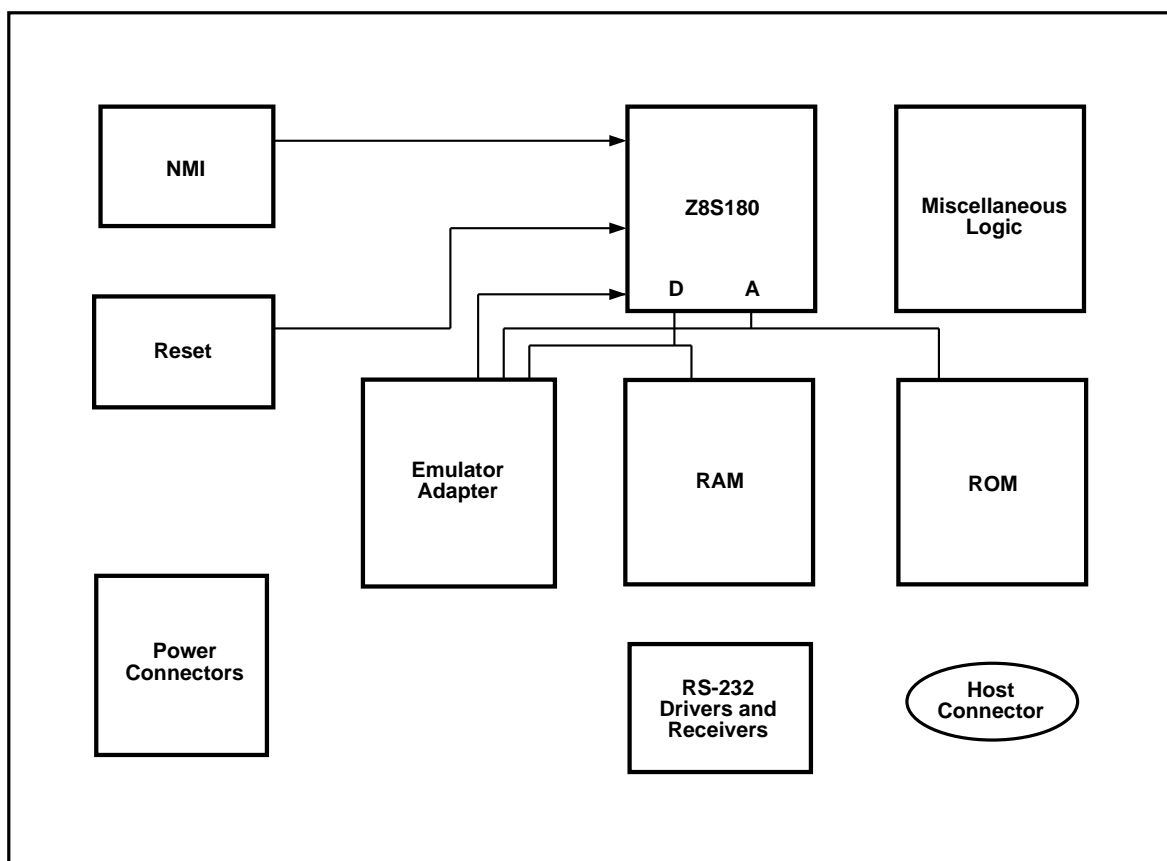 NMI
Z8S180
Miscellaneous
Logic
D A
Reset
Emulator
Adapter
RAM
ROM
Power
Connectors
RS-232
Drivers and
Receivers
Host
Connector